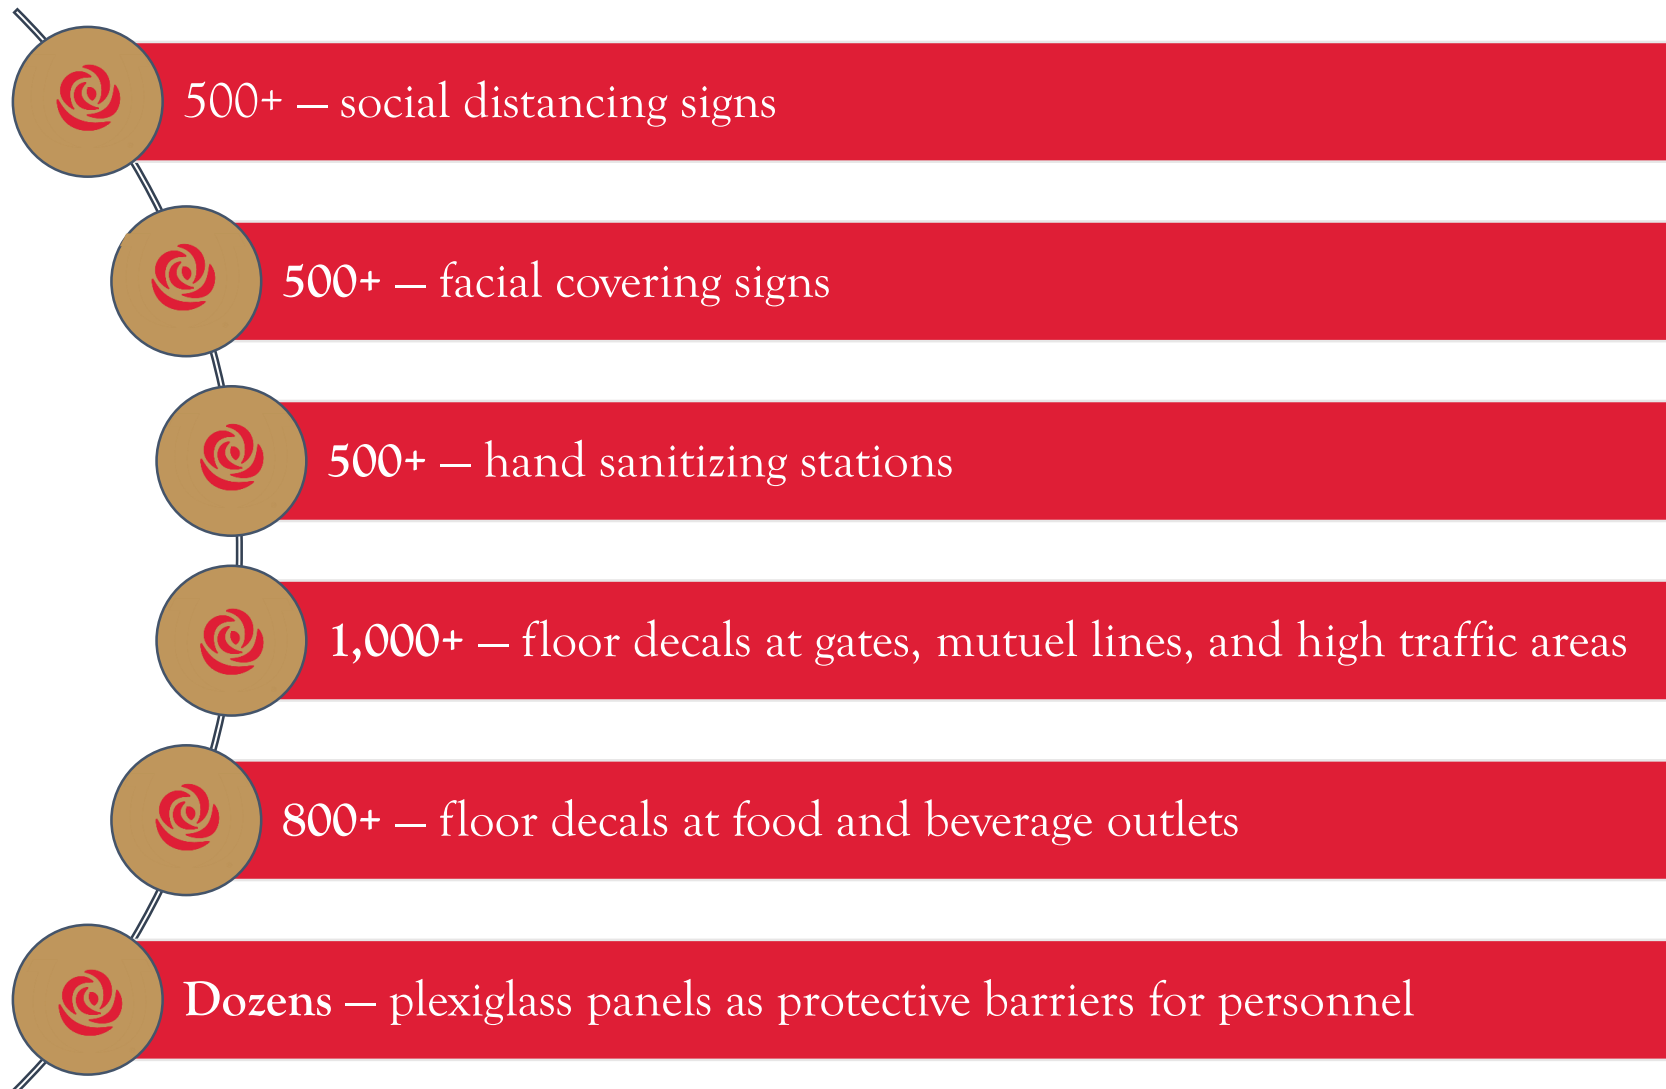 500+ — social distancing signs
500+ — facial covering signs
500+ — hand sanitizing stations
1,000+ — floor decals at gates, mutuel lines, and high traffic areas
800+ — floor decals at food and beverage outlets
Dozens — plexiglass panels as protective barriers for personnel